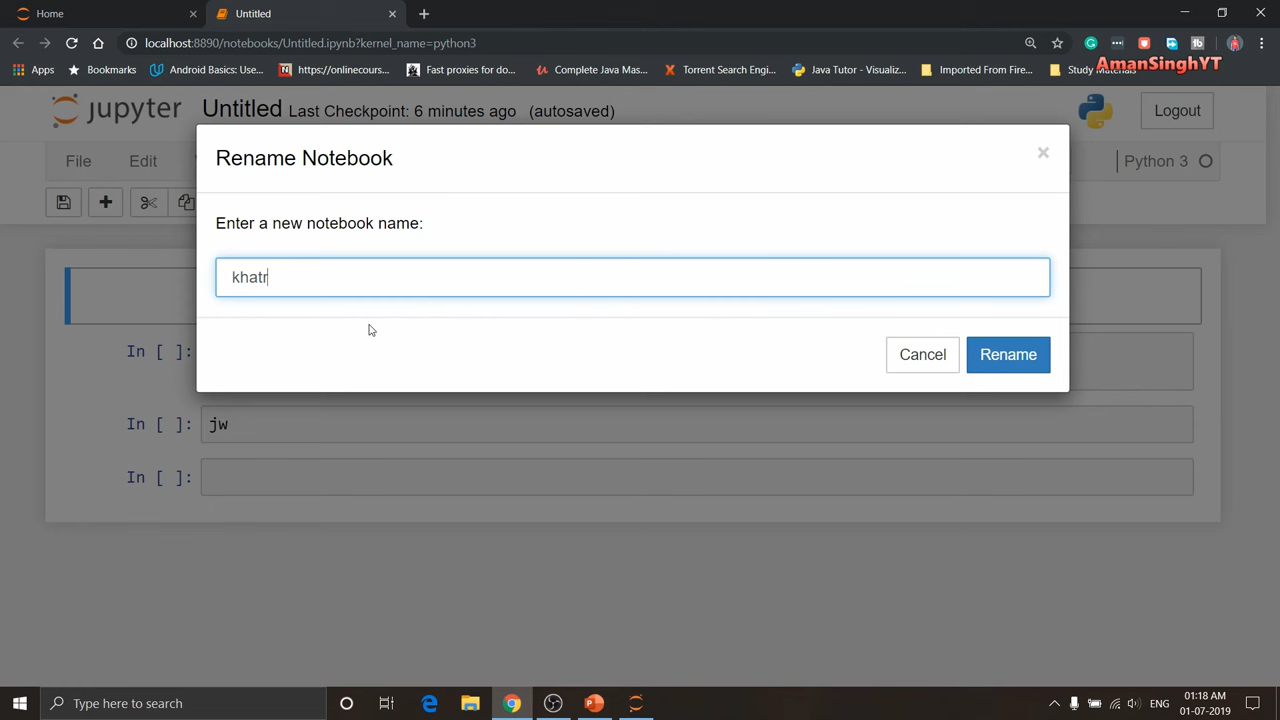 Home
Untitled
localhost:8890/notebooks/Untitled.ipynb?kernel_name=python3
Apps
Bookmarks
Android Basics: Use...
https://onlinecours...
Fast proxies for do...
Complete Java Mas...
Torrent Search Engi...
Java Tutor - Visualiz...
Imported From Fire...
Study Materials
AmanSinghYT
jupyter
Untitled Last Checkpoint: 6 minutes ago (autosaved)
Logout
File
Edit
Python 3
Rename Notebook
×
Enter a new notebook name:
khatr
Cancel
Rename
In [ ]:
In [ ]: jw
In [ ]:
Type here to search
ENG
01:18 AM
01-07-2019